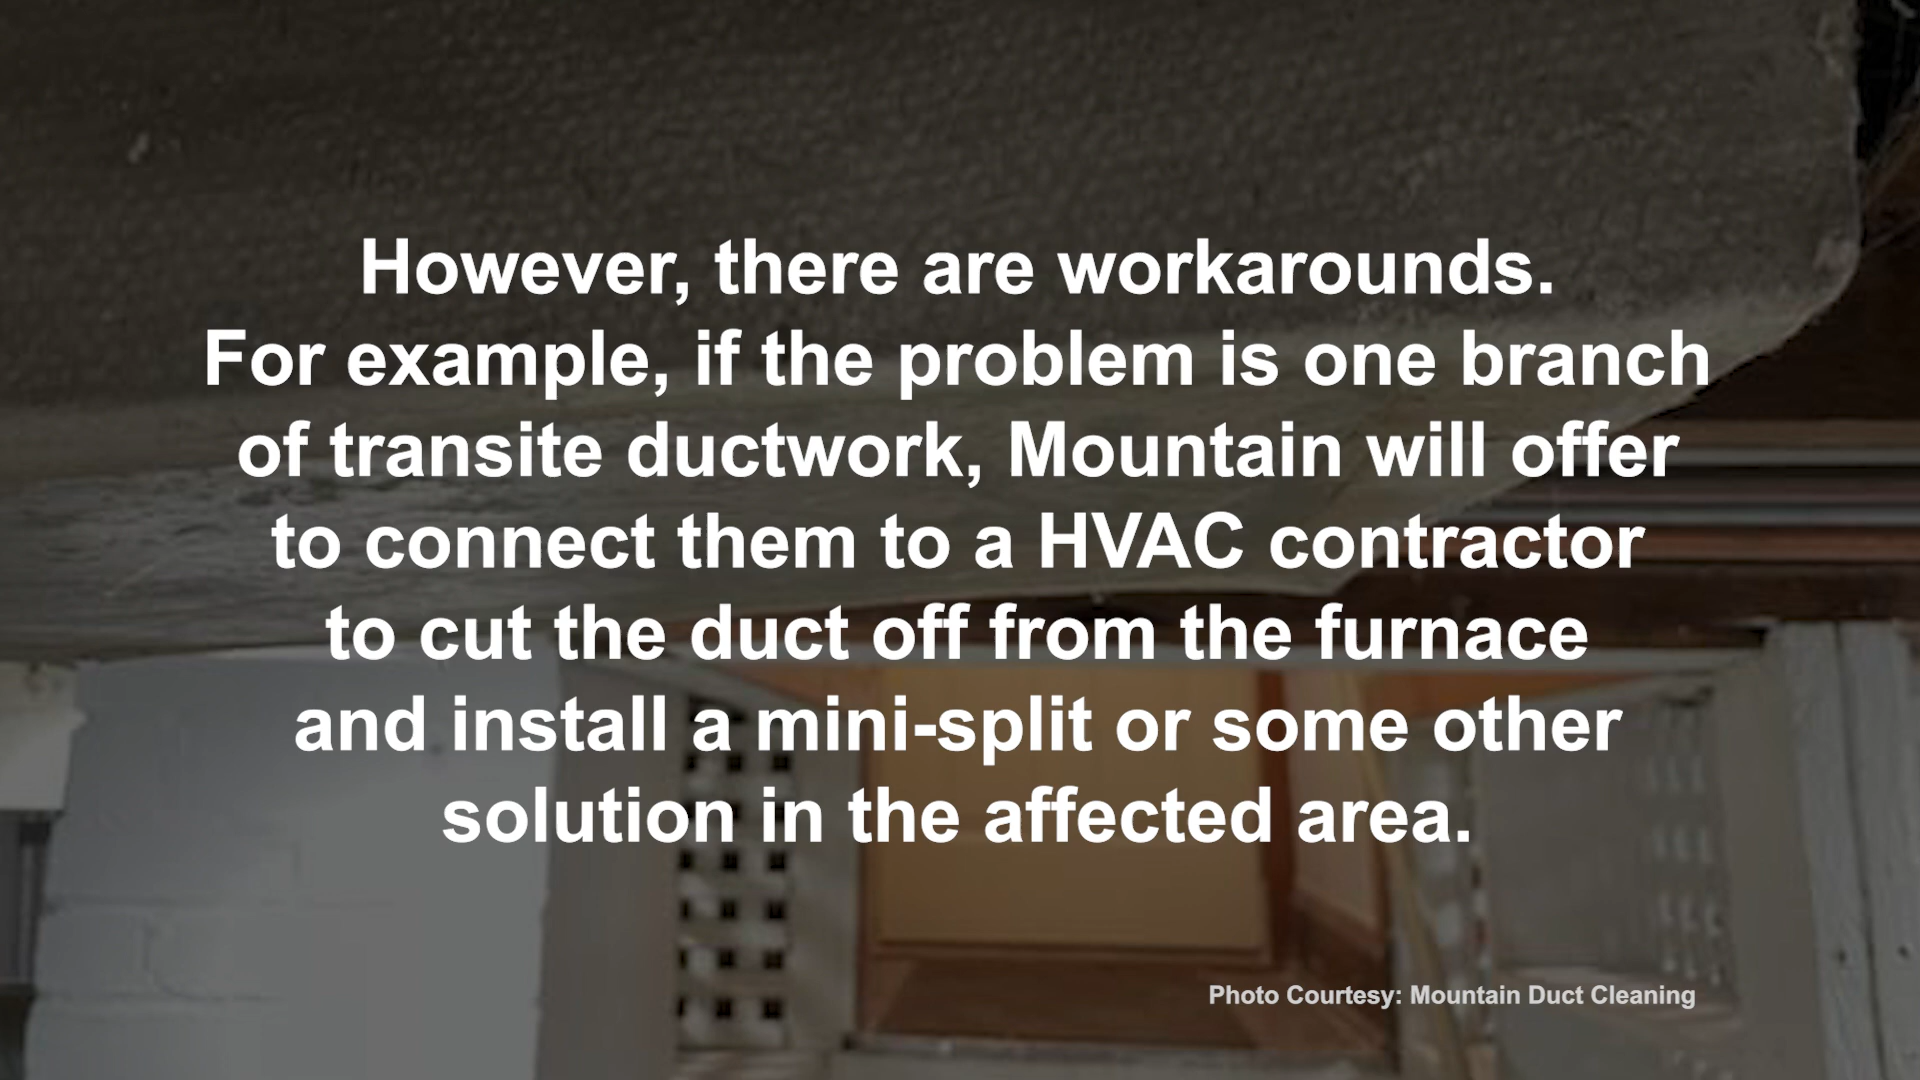 However, there are workarounds.
For example, if the problem is one branch
of transite ductwork, Mountain will offer
to connect them to a HVAC contractor
to cut the duct off from the furnace
and install a mini-split or some other
solution in the affected area.
Photo Courtesy: Mountain Duct Cleaning